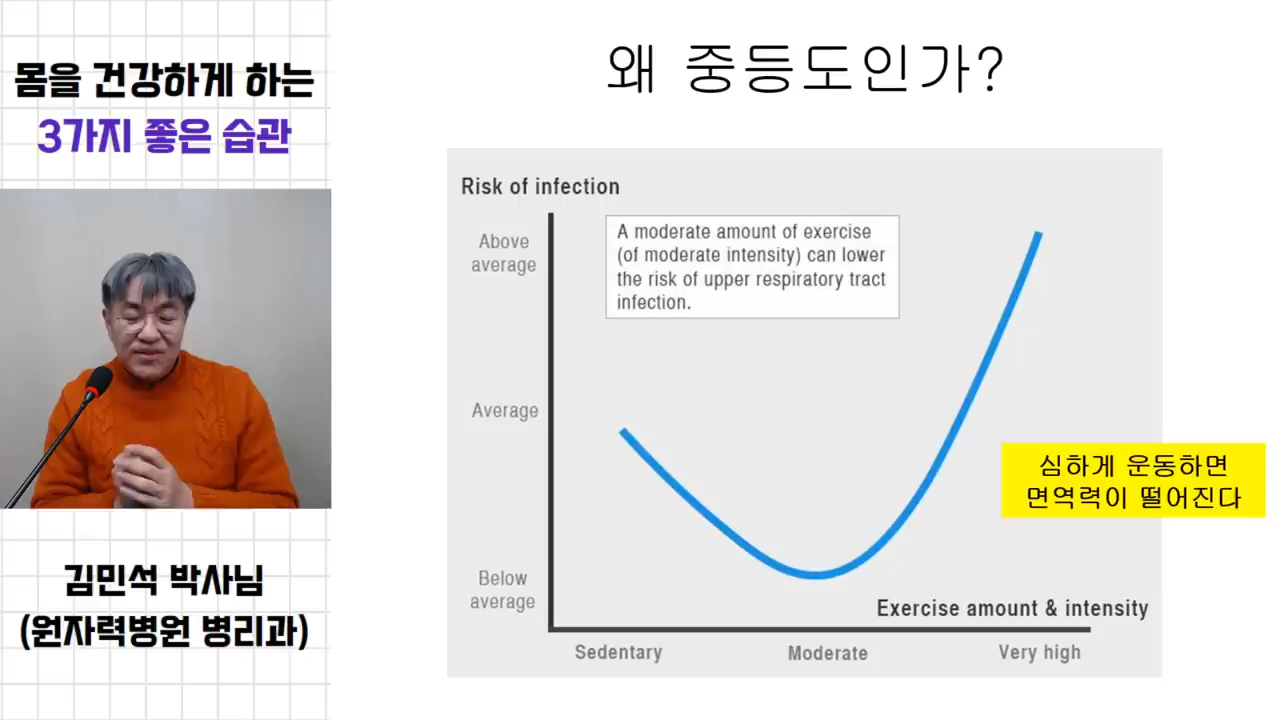 몸을 건강하게 하는
3가지 좋은 습관
김민석 박사님
(원자력병원 병리과)
왜 중등도인가?
Risk of infection
A moderate amount of exercise
(of moderate intensity) can lower
the risk of upper respiratory tract
infection.
Above
average
Average
Below
average
심하게 운동하면
면역력이 떨어진다
Exercise amount & intensity
Sedentary
Moderate
Very high